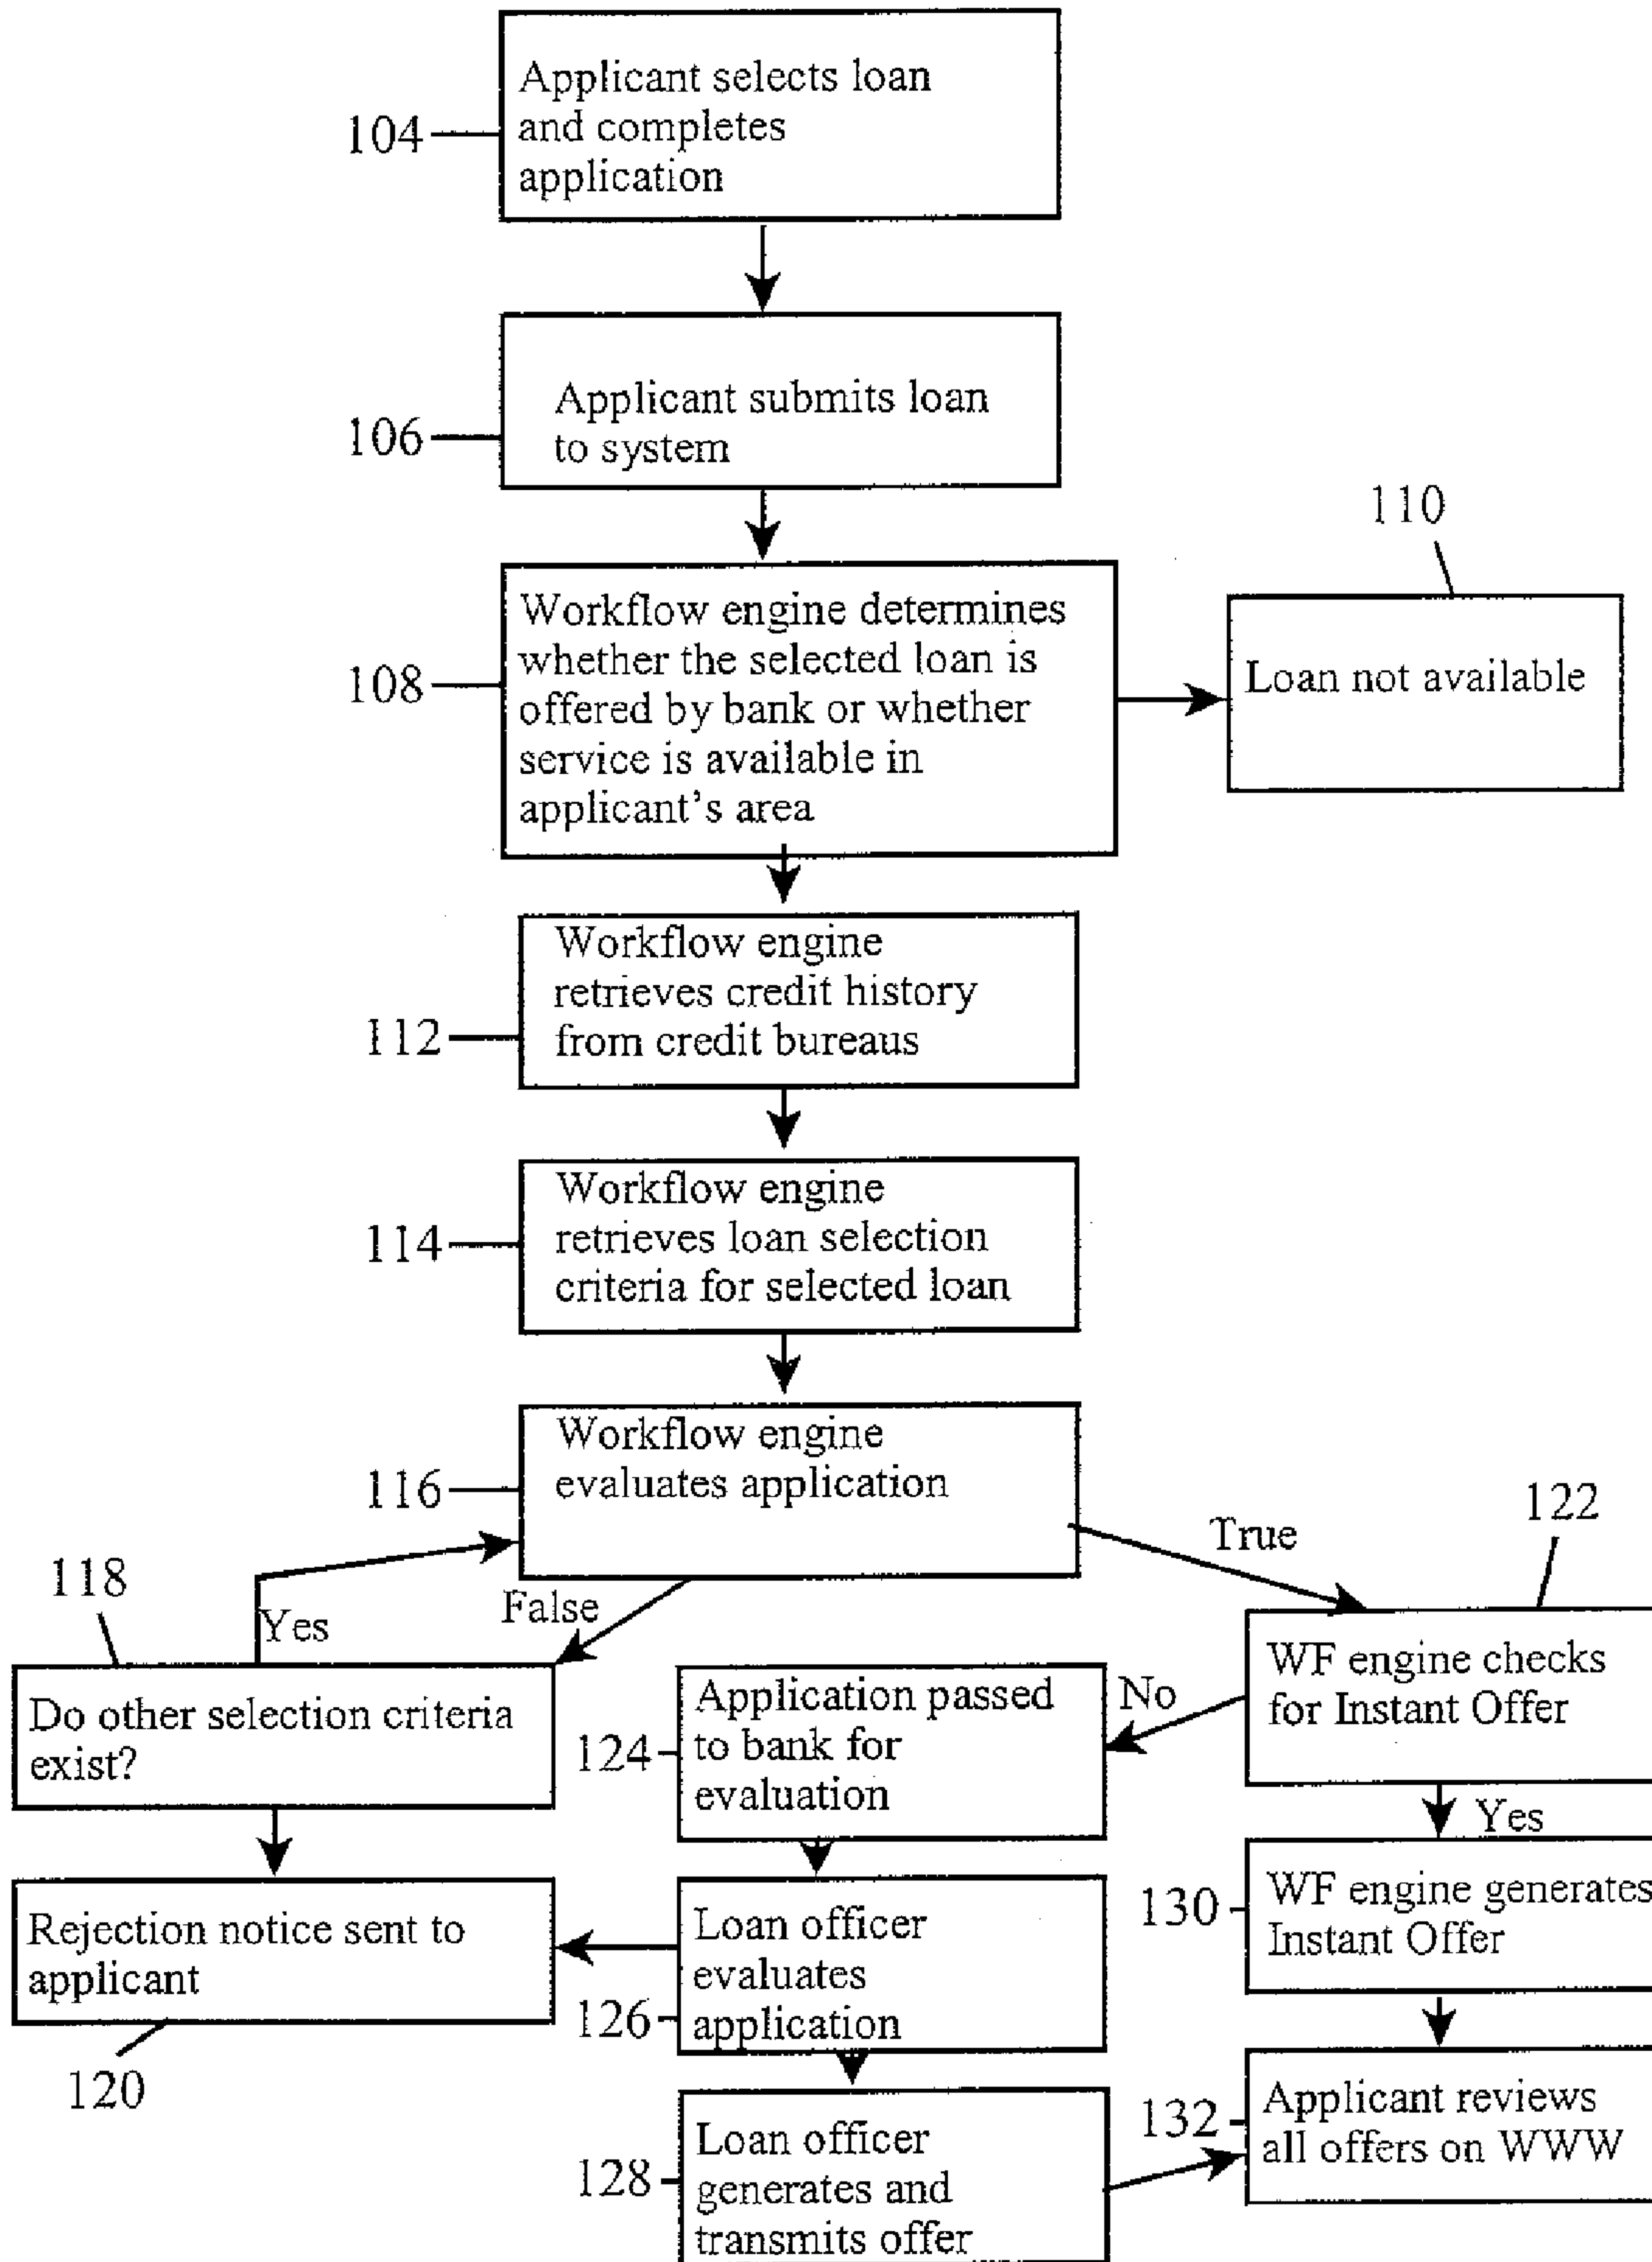 Applicant selects loan
and completes
application
104
Applicant submits loan
to system
106
110
Workflow engine determines
whether the selected loan is
offered by bank or whether
service is available in
applicant's area
108
Loan not available
Workflow engine
retrieves credit history
from credit bureaus
112
Workflow engine
retrieves loan selection
criteria for selected loan
114
Workflow engine
evaluates application
116
122
True
118
Yes
False
Do other selection criteria
exist?
Application passed
to bank for
evaluation
124
No
WF engine checks
for Instant Offer
Yes
Rejection notice sent to
applicant
120
Loan officer
evaluates
application
126
130
WF engine generates
Instant Offer
Loan officer
generates and
transmits offer
128
132
Applicant reviews
all offers on WWW